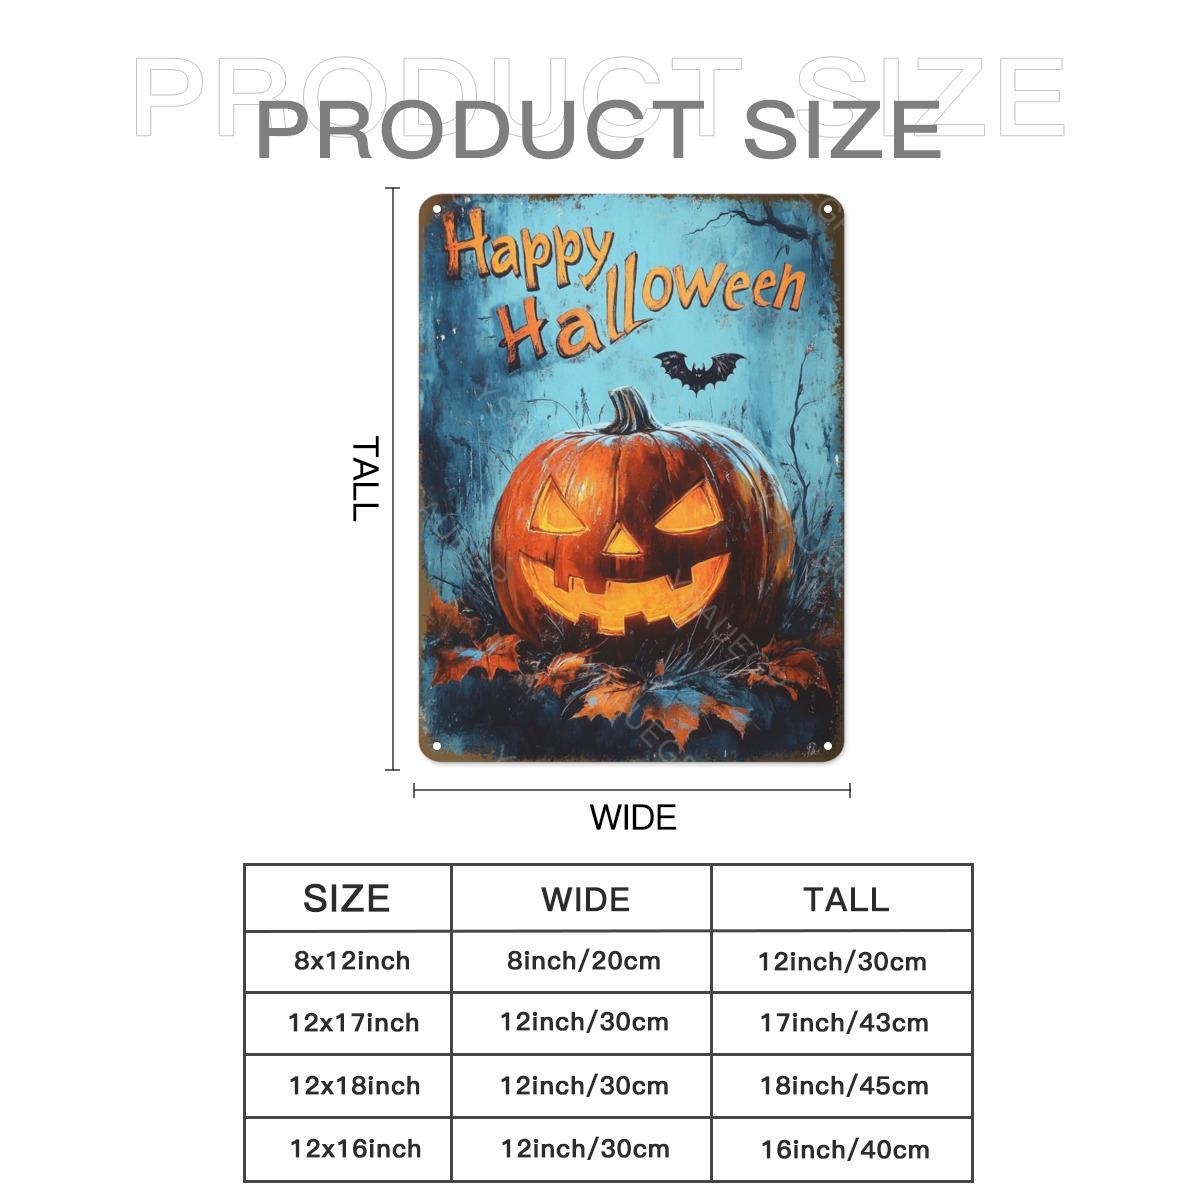 PRODUCT SIZE
PRODUCT SIZE
Happy
Halloween
TALL
WIDE
SIZE WIDE TALL
8x12inch 8inch/20cm 12inch/30cm
12x17inch 12inch/30cm 17inch/43cm
12x18inch 12inch/30cm 18inch/45cm
12x16inch 12inch/30cm 16inch/40cm